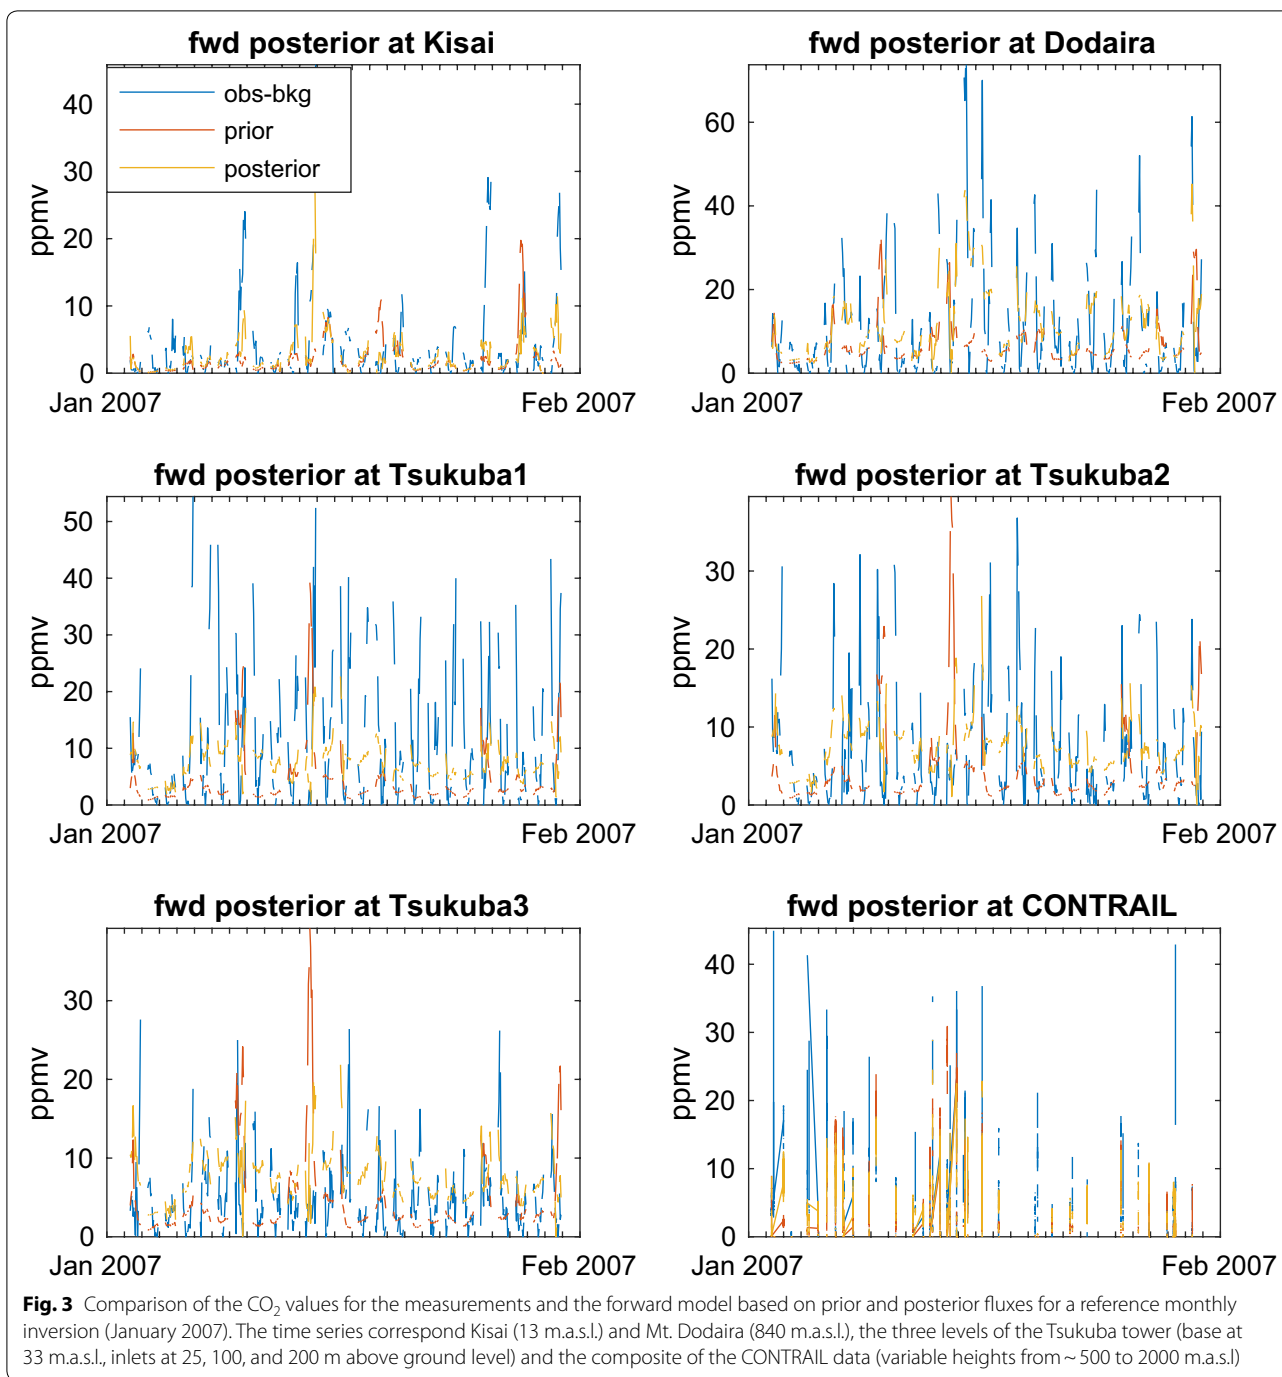 fwd posterior at Kisai
obs-bkg
prior
posterior
ppmv
40
30
20
10
0
Jan 2007
Feb 2007
fwd posterior at Dodaira
ppmv
60
40
20
0
Jan 2007
Feb 2007
fwd posterior at Tsukuba1
ppmv
50
40
30
20
10
0
Jan 2007
Feb 2007
fwd posterior at Tsukuba2
ppmv
30
20
10
0
Jan 2007
Feb 2007
fwd posterior at Tsukuba3
ppmv
30
20
10
0
Jan 2007
Feb 2007
fwd posterior at CONTRAIL
ppmv
40
30
20
10
0
Jan 2007
Feb 2007
Fig. 3 Comparison of the CO₂ values for the measurements and the forward model based on prior and posterior fluxes for a reference monthly
inversion (January 2007). The time series correspond Kisai (13 m.a.s.l.) and Mt. Dodaira (840 m.a.s.l.), the three levels of the Tsukuba tower (base at
33 m.a.s.l., inlets at 25, 100, and 200 m above ground level) and the composite of the CONTRAIL data (variable heights from ~ 500 to 2000 m.a.s.l)